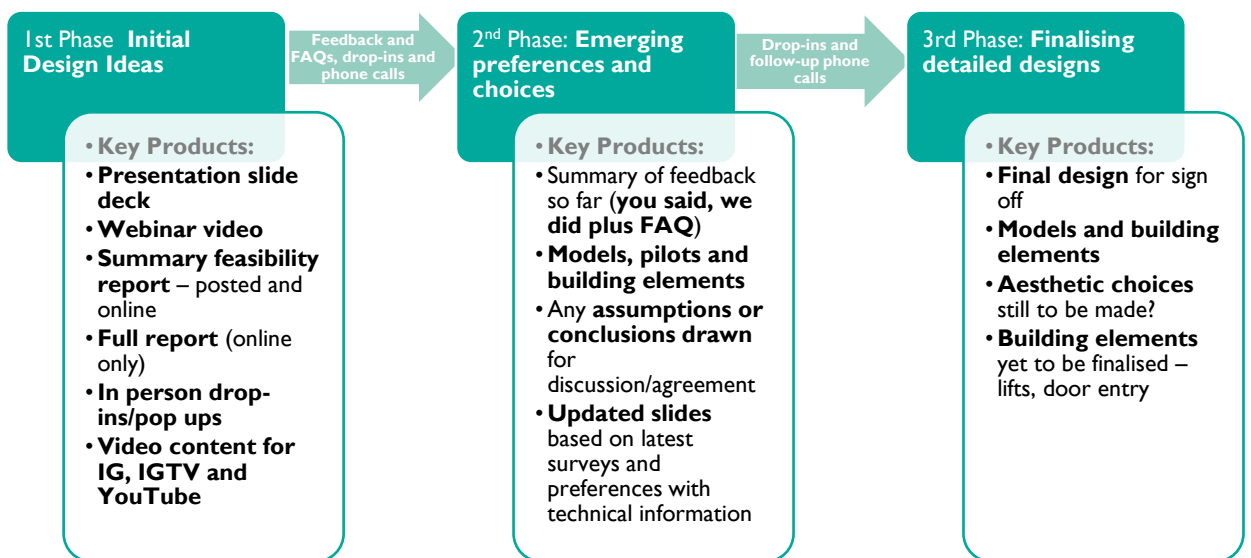 1st Phase  Initial
Design Ideas
• Key Products:
• Presentation slide
deck
• Webinar video
• Summary feasibility
report – posted and
online
• Full report (online
only)
• In person drop-
ins/pop ups
• Video content for
IG, IGTV and
YouTube
Feedback and
FAQs, drop-ins and
phone calls
2nd Phase: Emerging
preferences and
choices
• Key Products:
• Summary of feedback
so far (you said, we
did plus FAQ)
• Models, pilots and
building elements
• Any assumptions or
conclusions drawn
for
discussion/agreement
• Updated slides
based on latest
surveys and
preferences with
technical information
Drop-ins and
follow-up phone
calls
3rd Phase: Finalising
detailed designs
• Key Products:
• Final design for sign
off
• Models and building
elements
• Aesthetic choices
still to be made?
• Building elements
yet to be finalised –
lifts, door entry